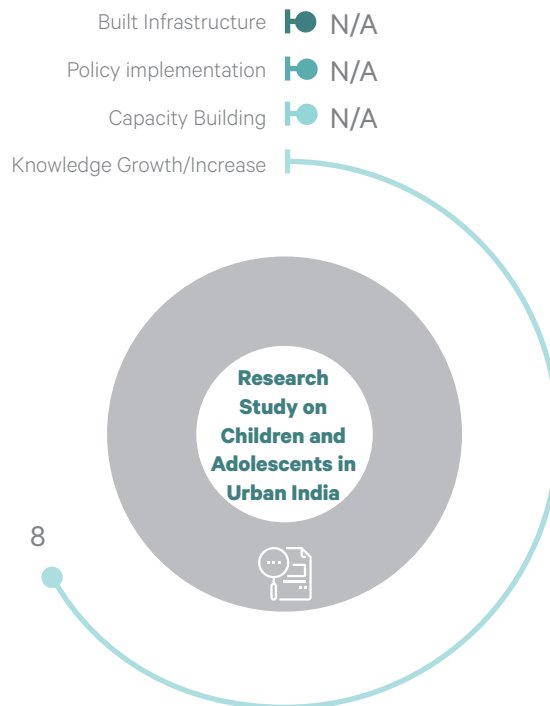 Built Infrastructure N/A
Policy implementation N/A
Capacity Building N/A
Knowledge Growth/Increase
Research
Study on
Children and
Adolescents in
Urban India
8